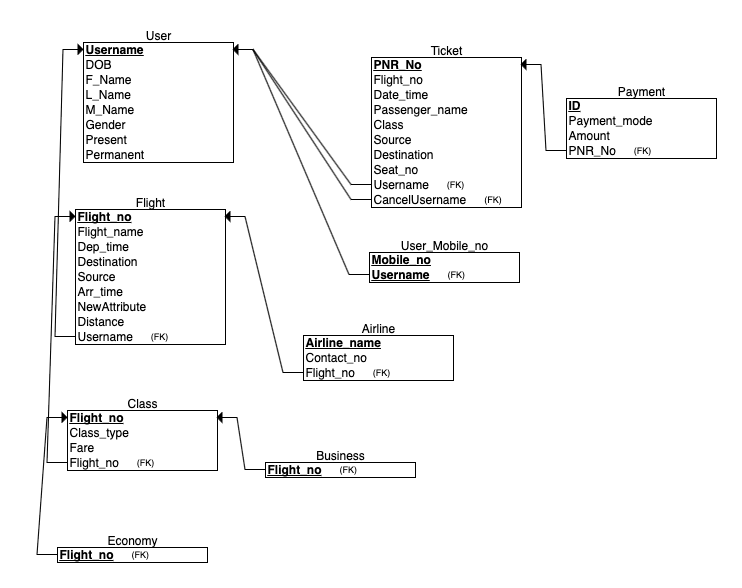 User
Username
DOB
F_Name
L_Name
M_Name
Gender
Present
Permanent
Ticket
PNR_No
Flight_no
Date_time
Passenger_name
Class
Source
Destination
Seat_no
Username (FK)
CancelUsername (FK)
Payment
ID
Payment_mode
Amount
PNR_No (FK)
Flight
Flight_no
Flight_name
Dep_time
Destination
Source
Arr_time
NewAttribute
Distance
Username (FK)
User_Mobile_no
Mobile_no
Username (FK)
Airline
Airline_name
Contact_no
Flight_no (FK)
Class
Flight_no
Class_type
Fare
Flight_no (FK)
Business
Flight_no (FK)
Economy
Flight_no (FK)